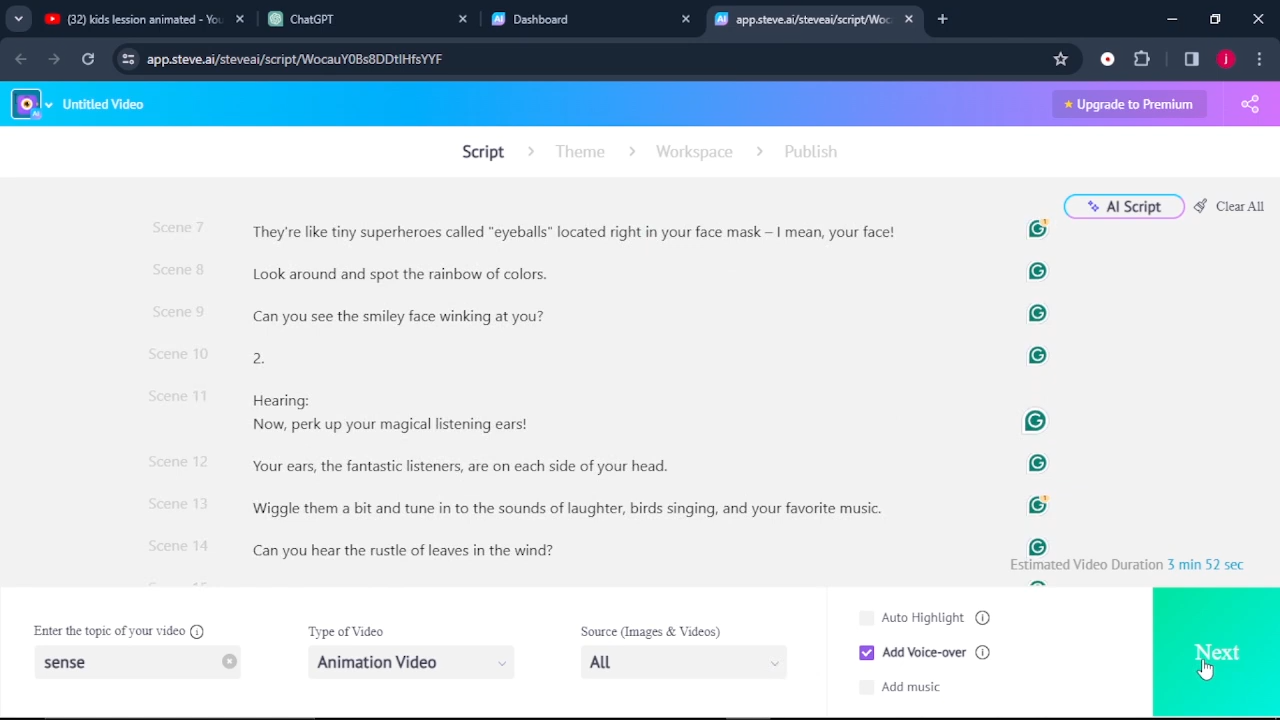 (32) kids lession animated - You
ChatGPT
Dashboard
app.steve.ai/steveai/script/Woc
app.steve.ai/steveai/script/WocauY0Bs8DDtIHfsYYF
j
Untitled Video
Upgrade to Premium
Script > Theme > Workspace > Publish
AI Script
Clear All
Scene 7 They're like tiny superheroes called "eyeballs" located right in your face mask – I mean, your face!
Scene 8 Look around and spot the rainbow of colors.
Scene 9 Can you see the smiley face winking at you?
Scene 10 2.
Scene 11 Hearing:
Now, perk up your magical listening ears!
Scene 12 Your ears, the fantastic listeners, are on each side of your head.
Scene 13 Wiggle them a bit and tune in to the sounds of laughter, birds singing, and your favorite music.
Scene 14 Can you hear the rustle of leaves in the wind?
Estimated Video Duration 3 min 52 sec
Enter the topic of your video
sense
Type of Video
Animation Video
Source (Images & Videos)
All
Auto Highlight
Add Voice-over
Add music
Next